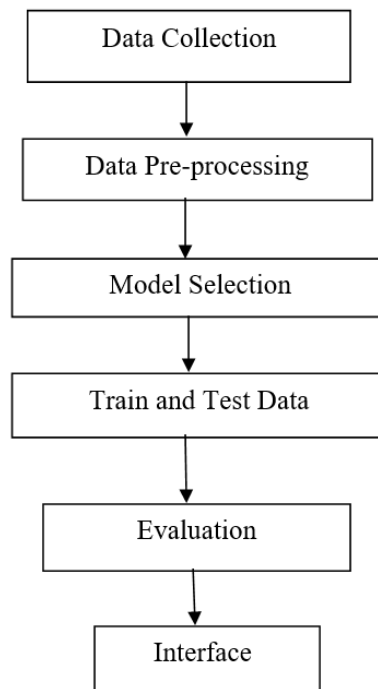 Data Collection
Data Pre-processing
Model Selection
Train and Test Data
Evaluation
Interface